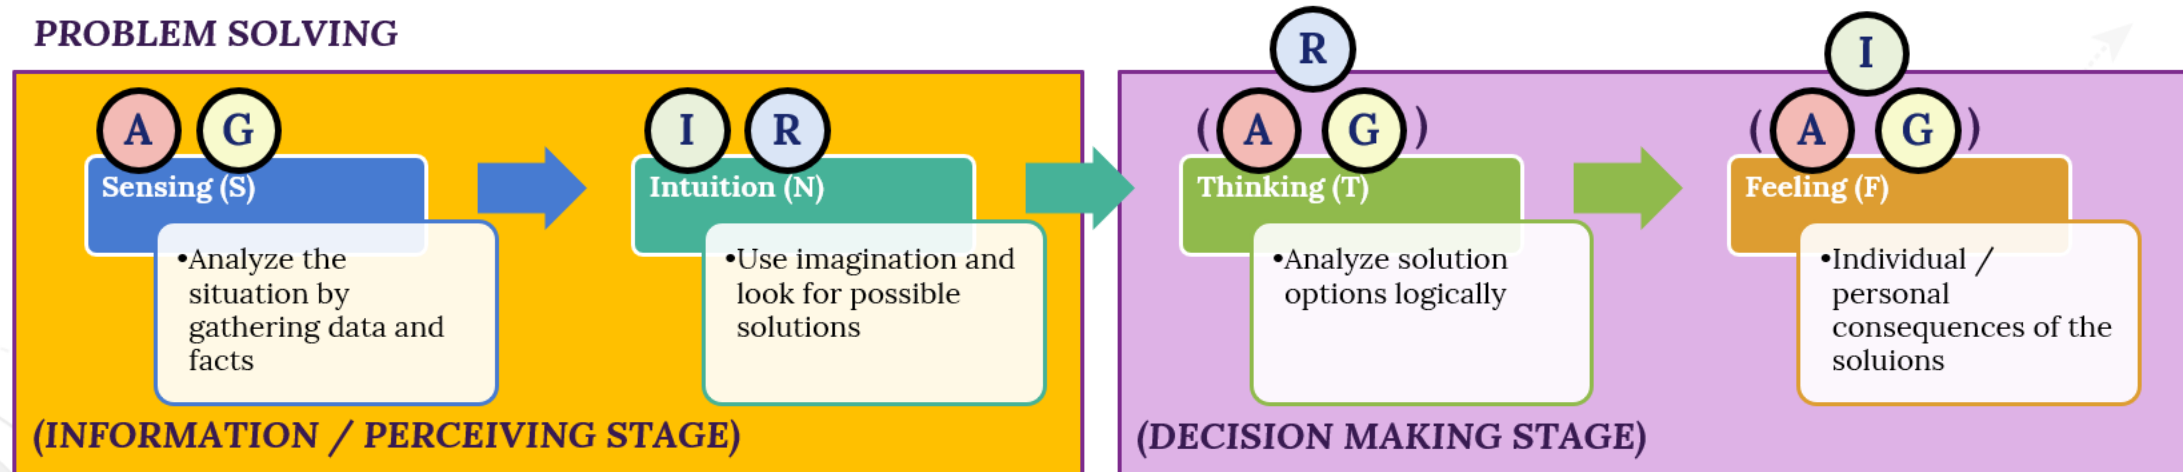 PROBLEM SOLVING
A G
Sensing (S)
•Analyze the
situation by
gathering data and
facts
I R
Intuition (N)
•Use imagination and
look for possible
solutions
(INFORMATION / PERCEIVING STAGE)
R
( A G )
Thinking (T)
•Analyze solution
options logically
I
( A G )
Feeling (F)
•Individual /
personal
consequences of the
soluions
(DECISION MAKING STAGE)